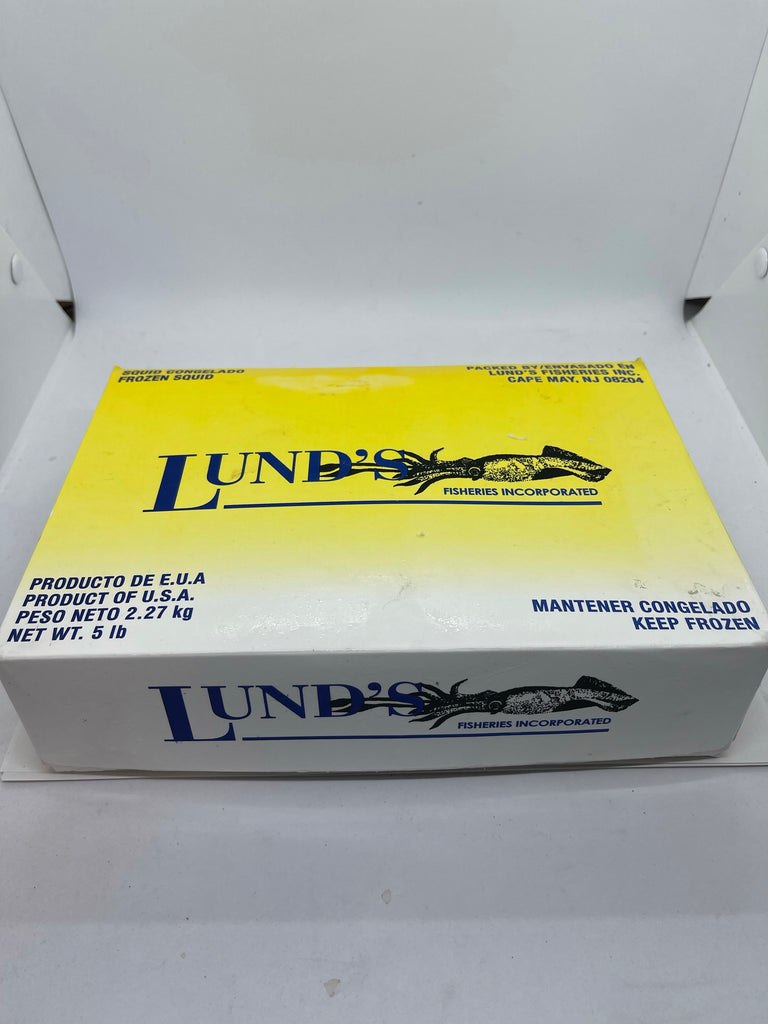 SQUID CONGELADO
FROZEN SQUID
PACKED BY/ENVASADO EN
LUND'S FISHERIES INC.
CAPE MAY, NJ 08204
LUND'S
FISHERIES INCORPORATED
PRODUCTO DE E.U.A
PRODUCT OF U.S.A.
PESO NETO 2.27 kg
NET WT. 5 lb
MANTENER CONGELADO
KEEP FROZEN
LUND'S
FISHERIES INCORPORATED